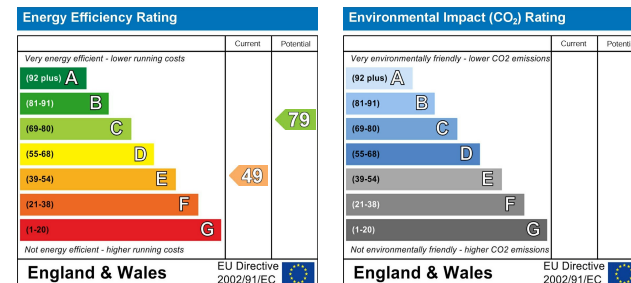 Energy Efficiency Rating
Current Potential
Very energy efficient - lower running costs
(92 plus) A
(81-91) B
(69-80) C
(55-68) D
(39-54) E
(21-38) F
(1-20) G
49
79
Not energy efficient - higher running costs
England & Wales
EU Directive
2002/91/EC
Environmental Impact (CO₂) Rating
Current Potential
Very environmentally friendly - lower CO2 emissions
(92 plus) A
(81-91) B
(69-80) C
(55-68) D
(39-54) E
(21-38) F
(1-20) G
Not environmentally friendly - higher CO2 emissions
England & Wales
EU Directive
2002/91/EC